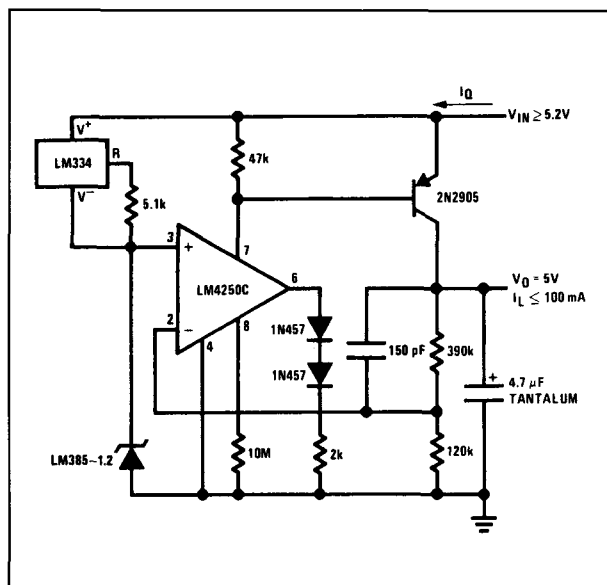 IQ
V+
VIN ≥ 5.2V
47k
LM334
R
V−
5.1k
2N2905
3
+
7
LM4250C
6
VO = 5V
IL ≤ 100 mA
2
−
4
8
1N457
150 pF
390k
1N457
+
4.7 μF
TANTALUM
LM385-1.2
10M
2k
120k